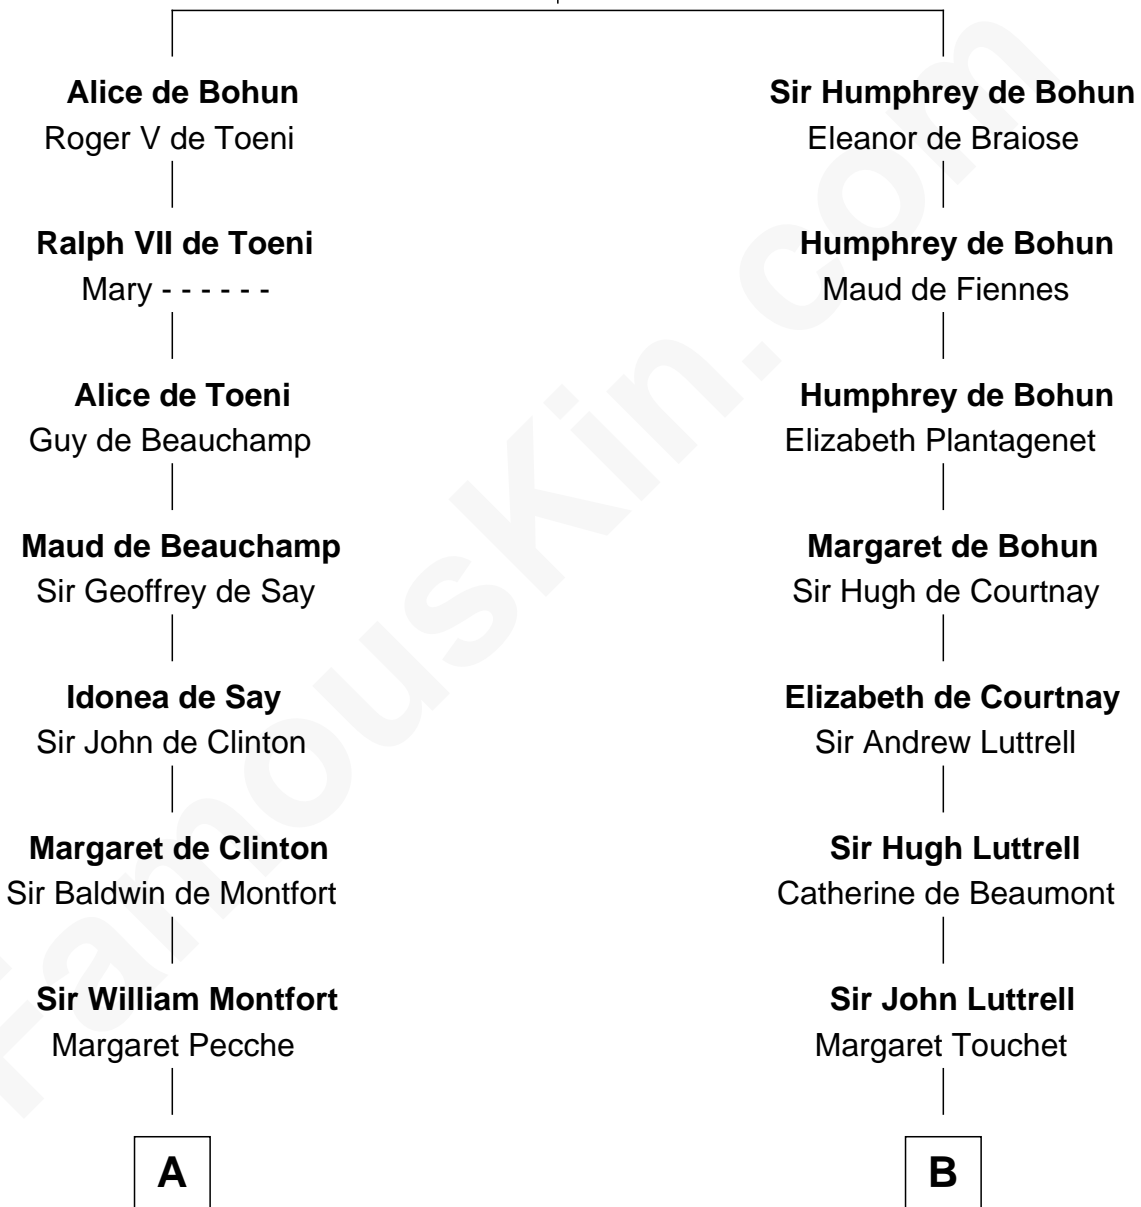 Alice de Bohun
Roger V de Toeni
Ralph VII de Toeni
Mary - - - - - -
Alice de Toeni
Guy de Beauchamp
Maud de Beauchamp
Sir Geoffrey de Say
Idonea de Say
Sir John de Clinton
Margaret de Clinton
Sir Baldwin de Montfort
Sir William Montfort
Margaret Pecche
A
Sir Humphrey de Bohun
Eleanor de Braiose
Humphrey de Bohun
Maud de Fiennes
Humphrey de Bohun
Elizabeth Plantagenet
Margaret de Bohun
Sir Hugh de Courtnay
Elizabeth de Courtnay
Sir Andrew Luttrell
Sir Hugh Luttrell
Catherine de Beaumont
Sir John Luttrell
Margaret Touchet
B
FamousKin.com